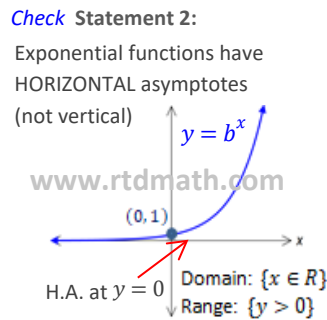 Check Statement 2:
Exponential functions have
HORIZONTAL asymptotes
(not vertical)
y = b^x
www.rtdmath.com
(0,1)
x
H.A. at y = 0
Domain: {x ∈ R}
Range: {y > 0}